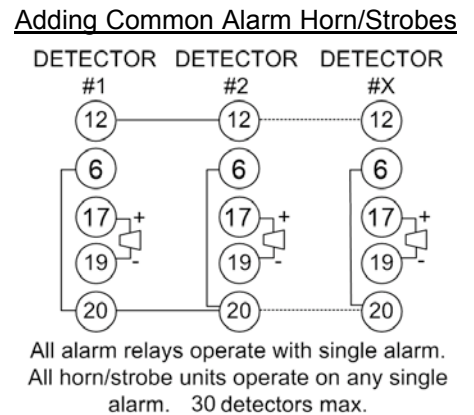 Adding Common Alarm Horn/Strobes
DETECTOR DETECTOR DETECTOR
#1 #2 #X
12 12 12
6 6 6
17 + 17 + 17 +
19 - 19 - 19 -
20 20 20
All alarm relays operate with single alarm.
All horn/strobe units operate on any single
alarm. 30 detectors max.